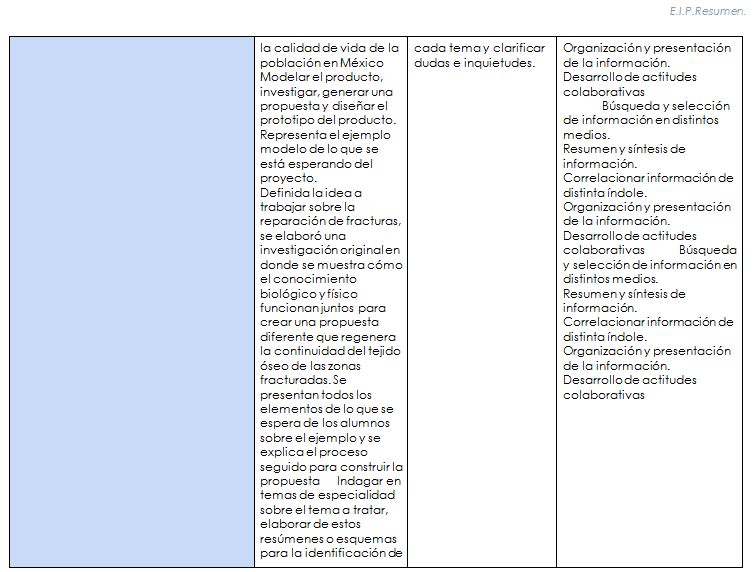 E.I.P.Resumen.
la calidad de vida de la
población en México
Modelar el producto,
investigar, generar una
propuesta y diseñar el
prototipo del producto.
Representa el ejemplo
modelo de lo que se
está esperando del
proyecto.
Definida la idea a
trabajar sobre la
reparación de fracturas,
se elaboró una
investigación original en
donde se muestra cómo
el conocimiento
biológico y físico
funcionan juntos para
crear una propuesta
diferente que regenera
la continuidad del tejido
óseo de las zonas
fracturadas. Se
presentan todos los
elementos de lo que se
espera de los alumnos
sobre el ejemplo y se
explica el proceso
seguido para construir la
propuesta Indagar en
temas de especialidad
sobre el tema a tratar,
elaborar de estos
resúmenes o esquemas
para la identificación de
cada tema y clarificar
dudas e inquietudes.
Organización y presentación
de la información.
Desarrollo de actitudes
colaborativas
Búsqueda y selección
de información en distintos
medios.
Resumen y síntesis de
información.
Correlacionar información de
distinta índole.
Organización y presentación
de la información.
Desarrollo de actitudes
colaborativas Búsqueda
y selección de información en
distintos medios.
Resumen y síntesis de
información.
Correlacionar información de
distinta índole.
Organización y presentación
de la información.
Desarrollo de actitudes
colaborativas